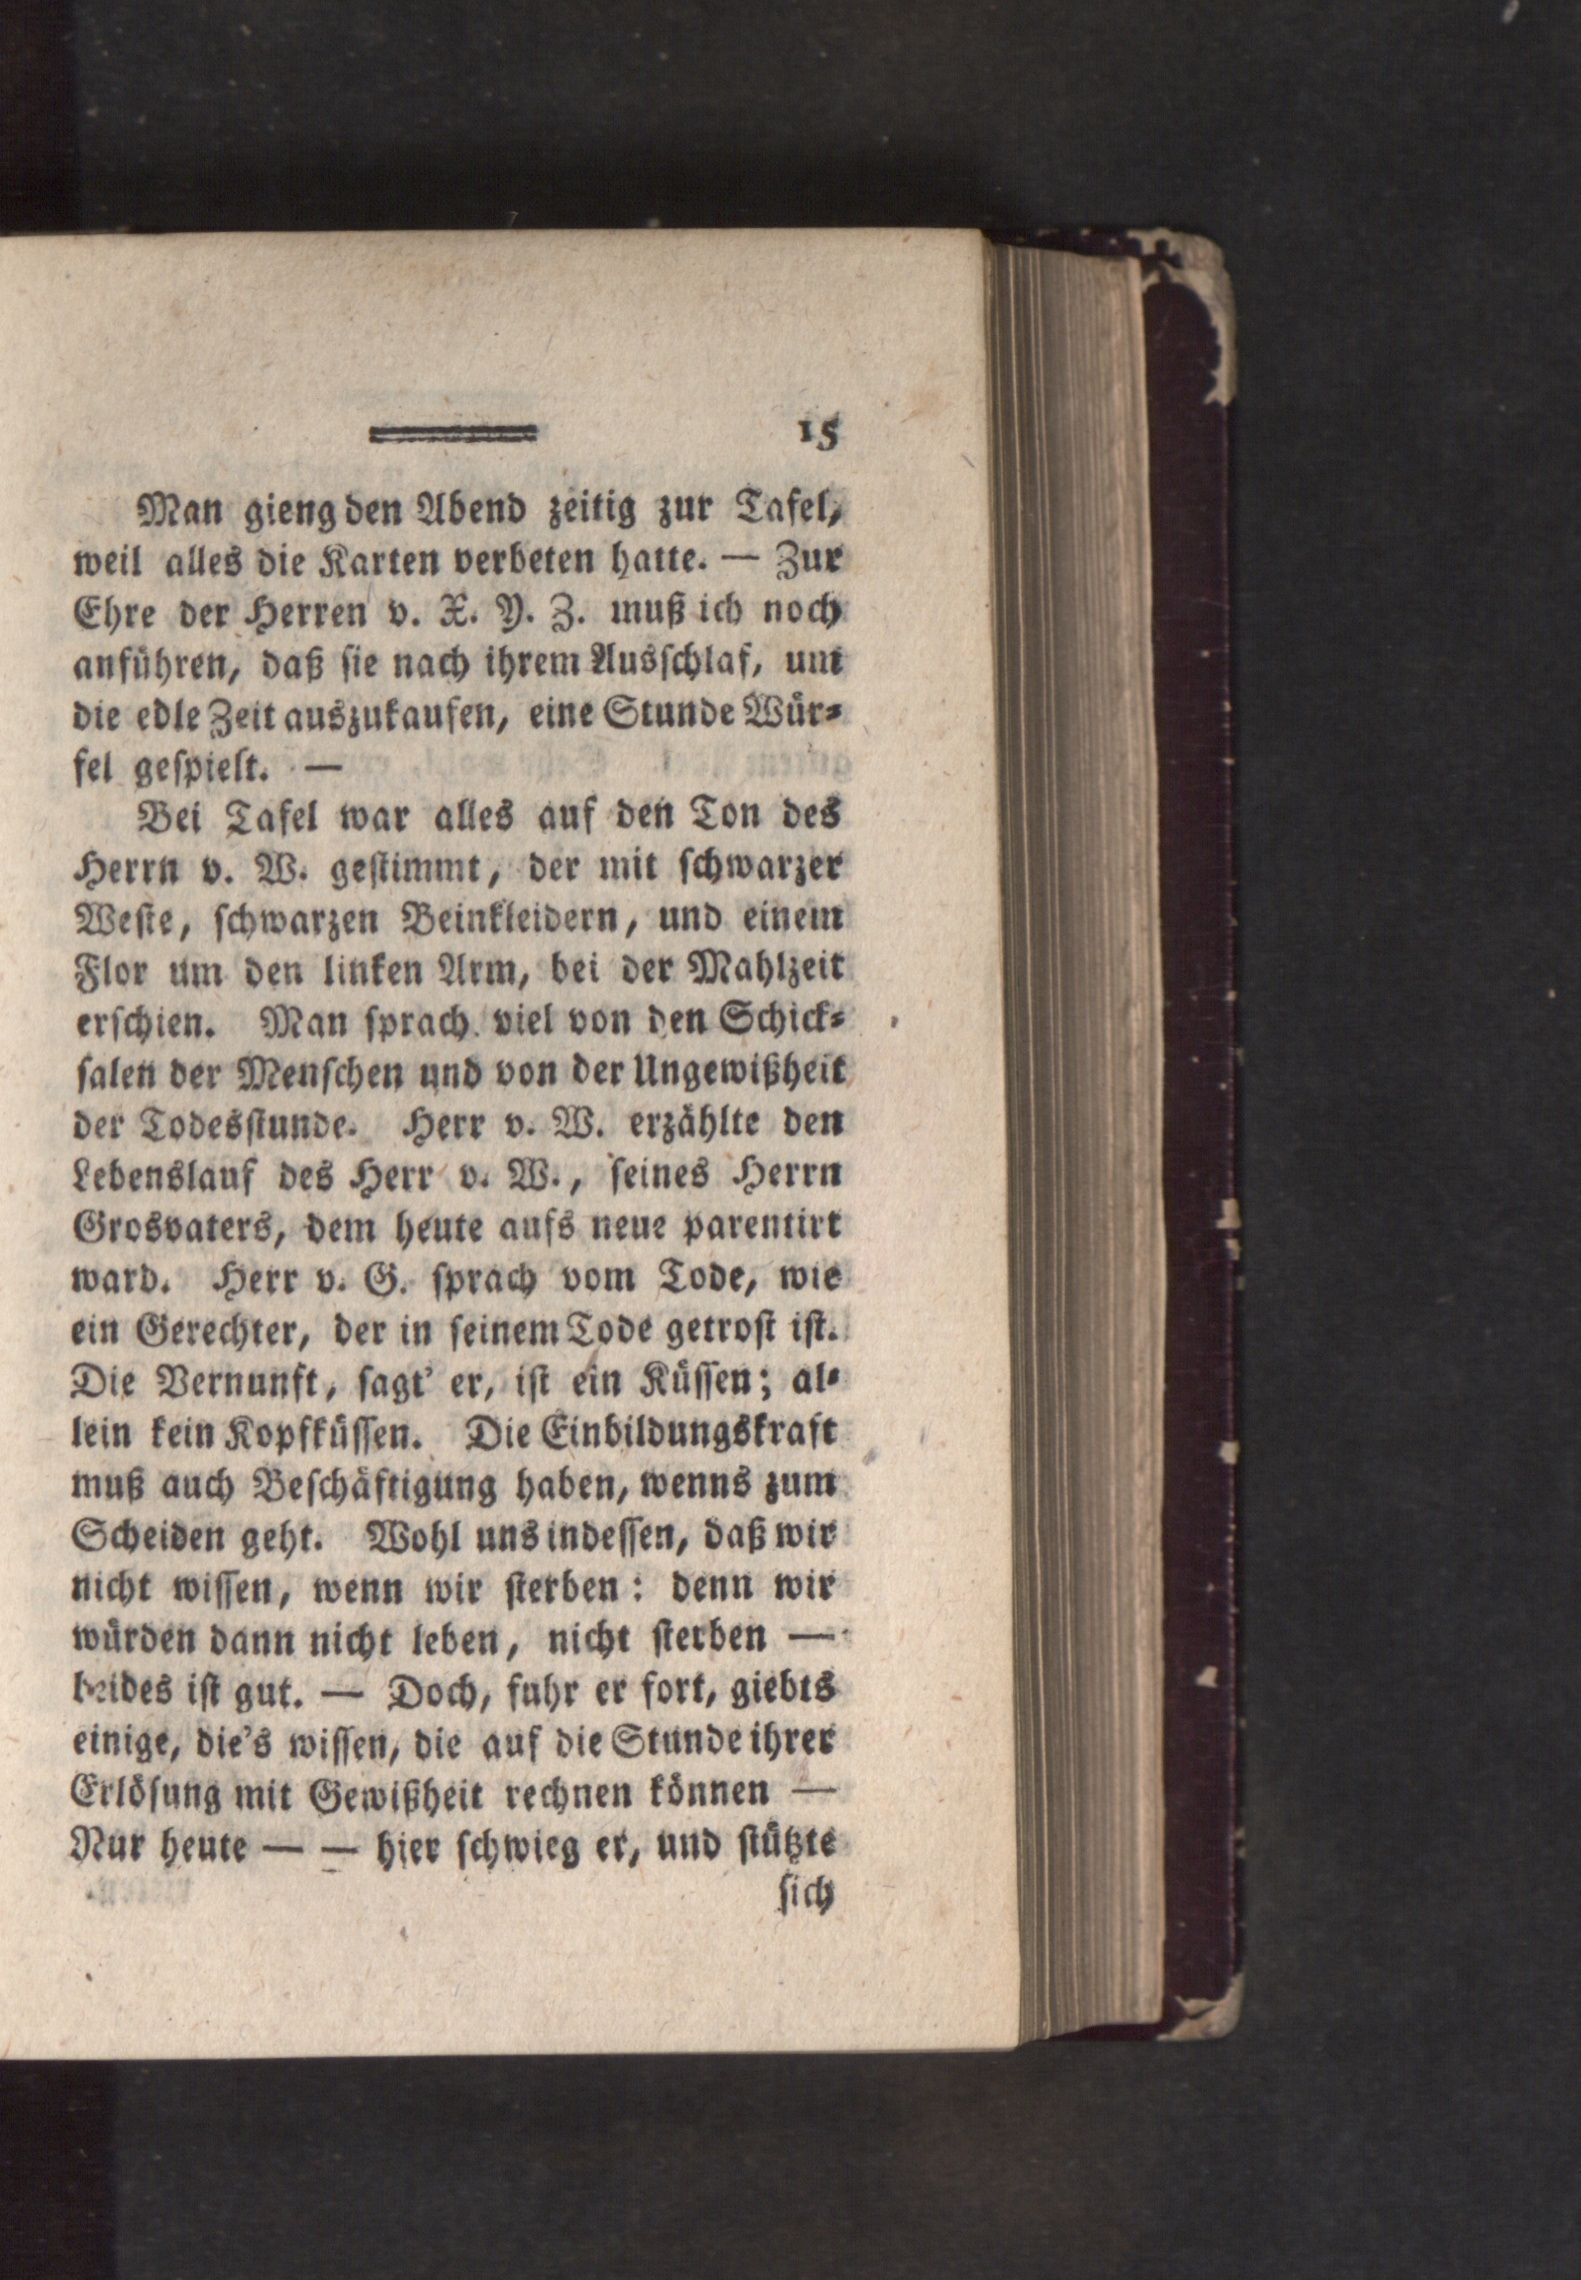 15
Man gieng den Abend zeitig zur Tafel,
weil alles die Karten verbeten hatte. — Zur
Ehre der Herren v. X. Y. Z. muß ich noch
anführen, daß ſie nach ihrem Ausſchlaf, um
die edle Zeit auszukaufen, eine Stunde Wür⸗
fel geſpielt. —
Bei Tafel war alles auf den Ton des
Herrn v. W. geſtimmt, der mit ſchwarzer
Weſte, ſchwarzen Beinkleidern, und einem
Flor um den linken Arm, bei der Mahlzeit
erſchien. Man ſprach viel von den Schick⸗
ſalen der Menſchen und von der Ungewißheit
der Todesſtunde. Herr v. W. erzählte den
Lebenslauf des Herr v. W., ſeines Herrn
Grosvaters, dem heute aufs neue parentirt
ward. Herr v. G. ſprach vom Tode, wie
ein Gerechter, der in ſeinem Tode getroſt iſt.
Die Vernunft, ſagt' er, iſt ein Küſſen; al⸗
lein kein Kopfküſſen. Die Einbildungskraft
muß auch Beſchäftigung haben, wenns zum
Scheiden geht. Wohl uns indeſſen, daß wir
nicht wiſſen, wenn wir ſterben: denn wir
würden dann nicht leben, nicht ſterben —
beides iſt gut. — Doch, fuhr er fort, giebts
einige, die's wiſſen, die auf die Stunde ihrer
Erlöſung mit Gewißheit rechnen können —
Nur heute — — hier ſchwieg er, und ſtützte
ſich